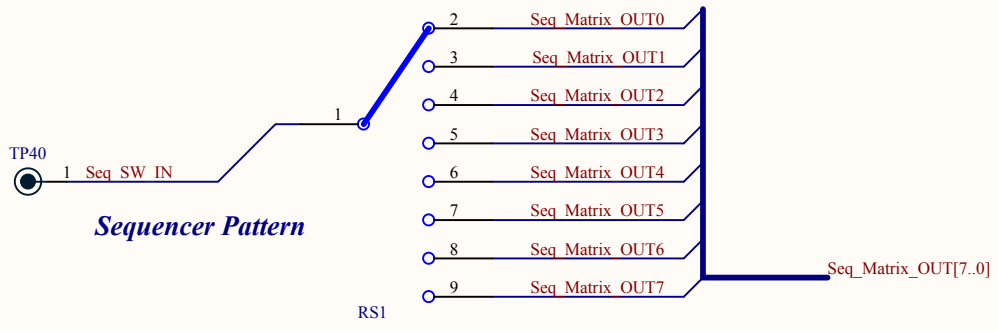 2 Seq_Matrix_OUT0
3 Seq_Matrix_OUT1
4 Seq_Matrix_OUT2
1
5 Seq_Matrix_OUT3
TP40
1 Seq_SW_IN
6 Seq_Matrix_OUT4
Sequencer Pattern
7 Seq_Matrix_OUT5
8 Seq_Matrix_OUT6
Seq_Matrix_OUT[7..0]
9 Seq_Matrix_OUT7
RS1